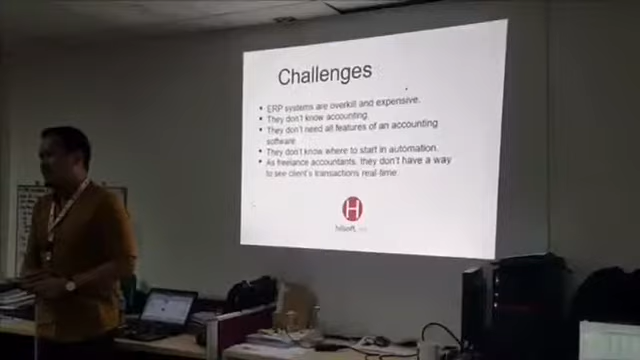 Challenges
• ERP systems are overkill and expensive.
• They don't know accounting.
• They don't need all features of an accounting
software.
• They don't know where to start in automation.
• As freelance accountants, they don't have a way
to see client's transactions real-time.
H
hilsoft,